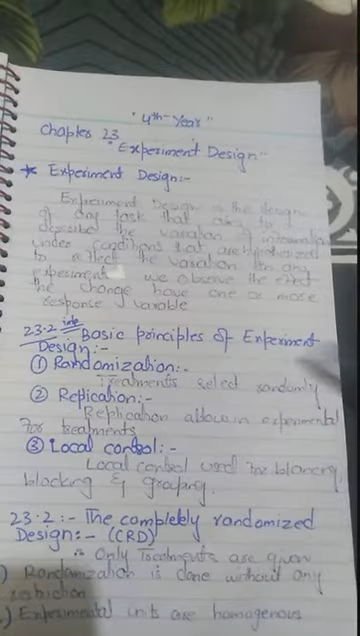 "4th-Year"
Chapter 23
"Experiment Design"
* Experiment Design:-
Experiment Design is the design
of any task that aims to
describe the variation of information
under conditions that are hypothesized
to reflect the variation In any
experiment we observe the effect
the change have one or more
response variable
23.2 Basic principles of Experiment
Design:-
① Randomization:-
Treatments select randomly
② Replication:-
Replication allows in experimental
For treatments
③ Local control:-
Local control used for
blocking & grouping.
23.2:- The completely randomized
Design:- (CRD)
Only Treatments are given
) Randomization is done without any
.) Experimental units are homogenous